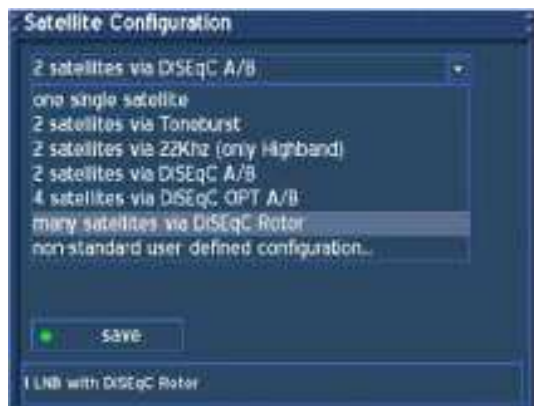 Satellite Configuration
2 satellites via DiSEqC A/B
one single satellite
2 satellites via Toneburst
2 satellites via 22Khz (only Highband)
2 satellites via DiSEqC A/B
4 satellites via DiSEqC OPT A/B
many satellites via DiSEqC Rotor
non-standard user defined configuration...
save
1 LNB with DiSEqC Rotor